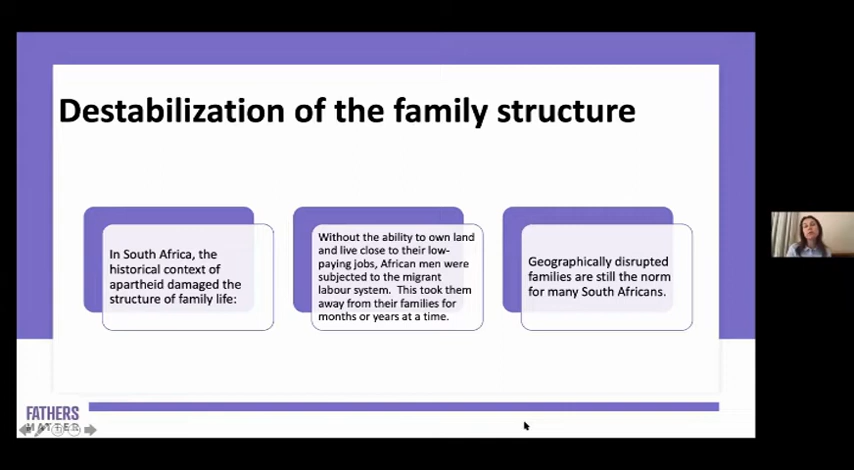 Destabilization of the family structure
In South Africa, the
historical context of
apartheid damaged the
structure of family life:
Without the ability to own land
and live close to their low-
paying jobs, African men were
subjected to the migrant
labour system. This took them
away from their families for
months or years at a time.
Geographically disrupted
families are still the norm
for many South Africans.
FATHERS
MATTER